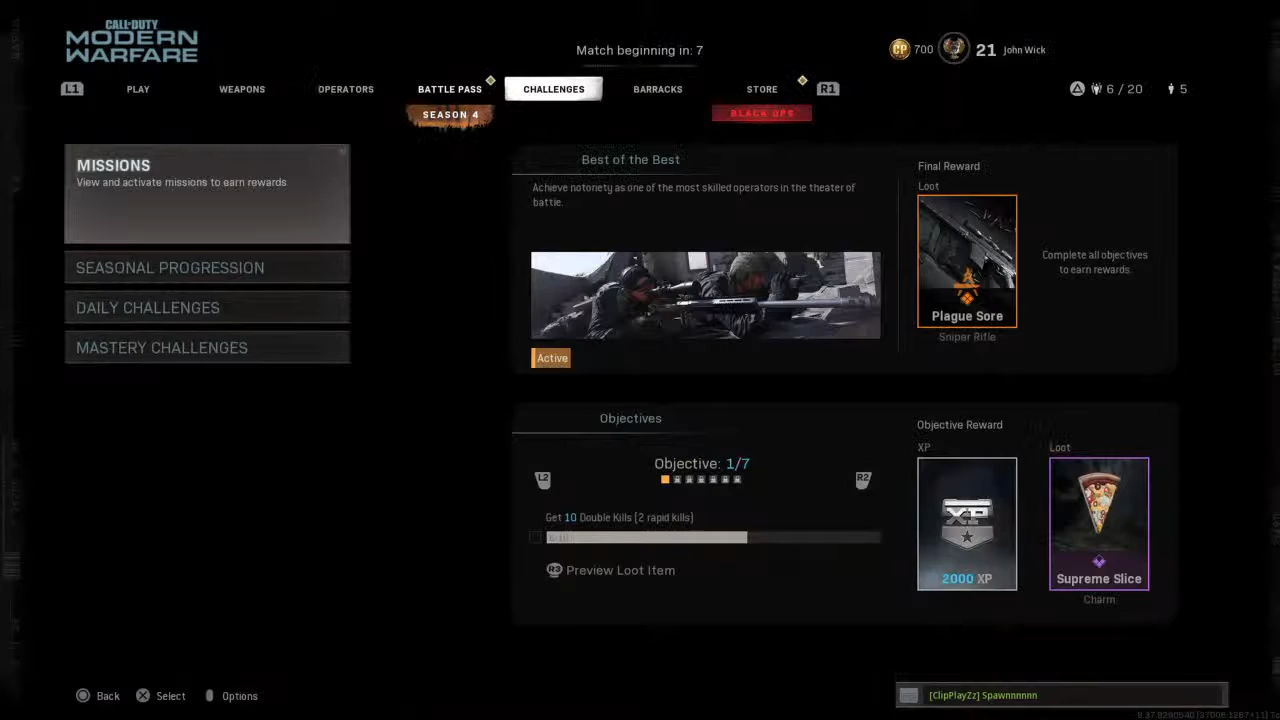 CALL OF DUTY
MODERN
WARFARE
Match beginning in: 7
CP 700 21 John Wick
L1 PLAY WEAPONS OPERATORS BATTLE PASS CHALLENGES BARRACKS STORE R1 6 / 20 5
SEASON 4 BLACK OPS
MISSIONS
View and activate missions to earn rewards
SEASONAL PROGRESSION
DAILY CHALLENGES
MASTERY CHALLENGES
Best of the Best
Achieve notoriety as one of the most skilled operators in the theater of
battle.
Active
Final Reward
Loot
Plague Sore
Sniper Rifle
Complete all objectives
to earn rewards.
Objectives
L2 Objective: 1/7 R2
Get 10 Double Kills (2 rapid kills)
6/10
R3 Preview Loot Item
Objective Reward
XP
XP
2000 XP
Loot
Supreme Slice
Charm
Back Select Options
[ClipPlayZz] Spawnnnnnn